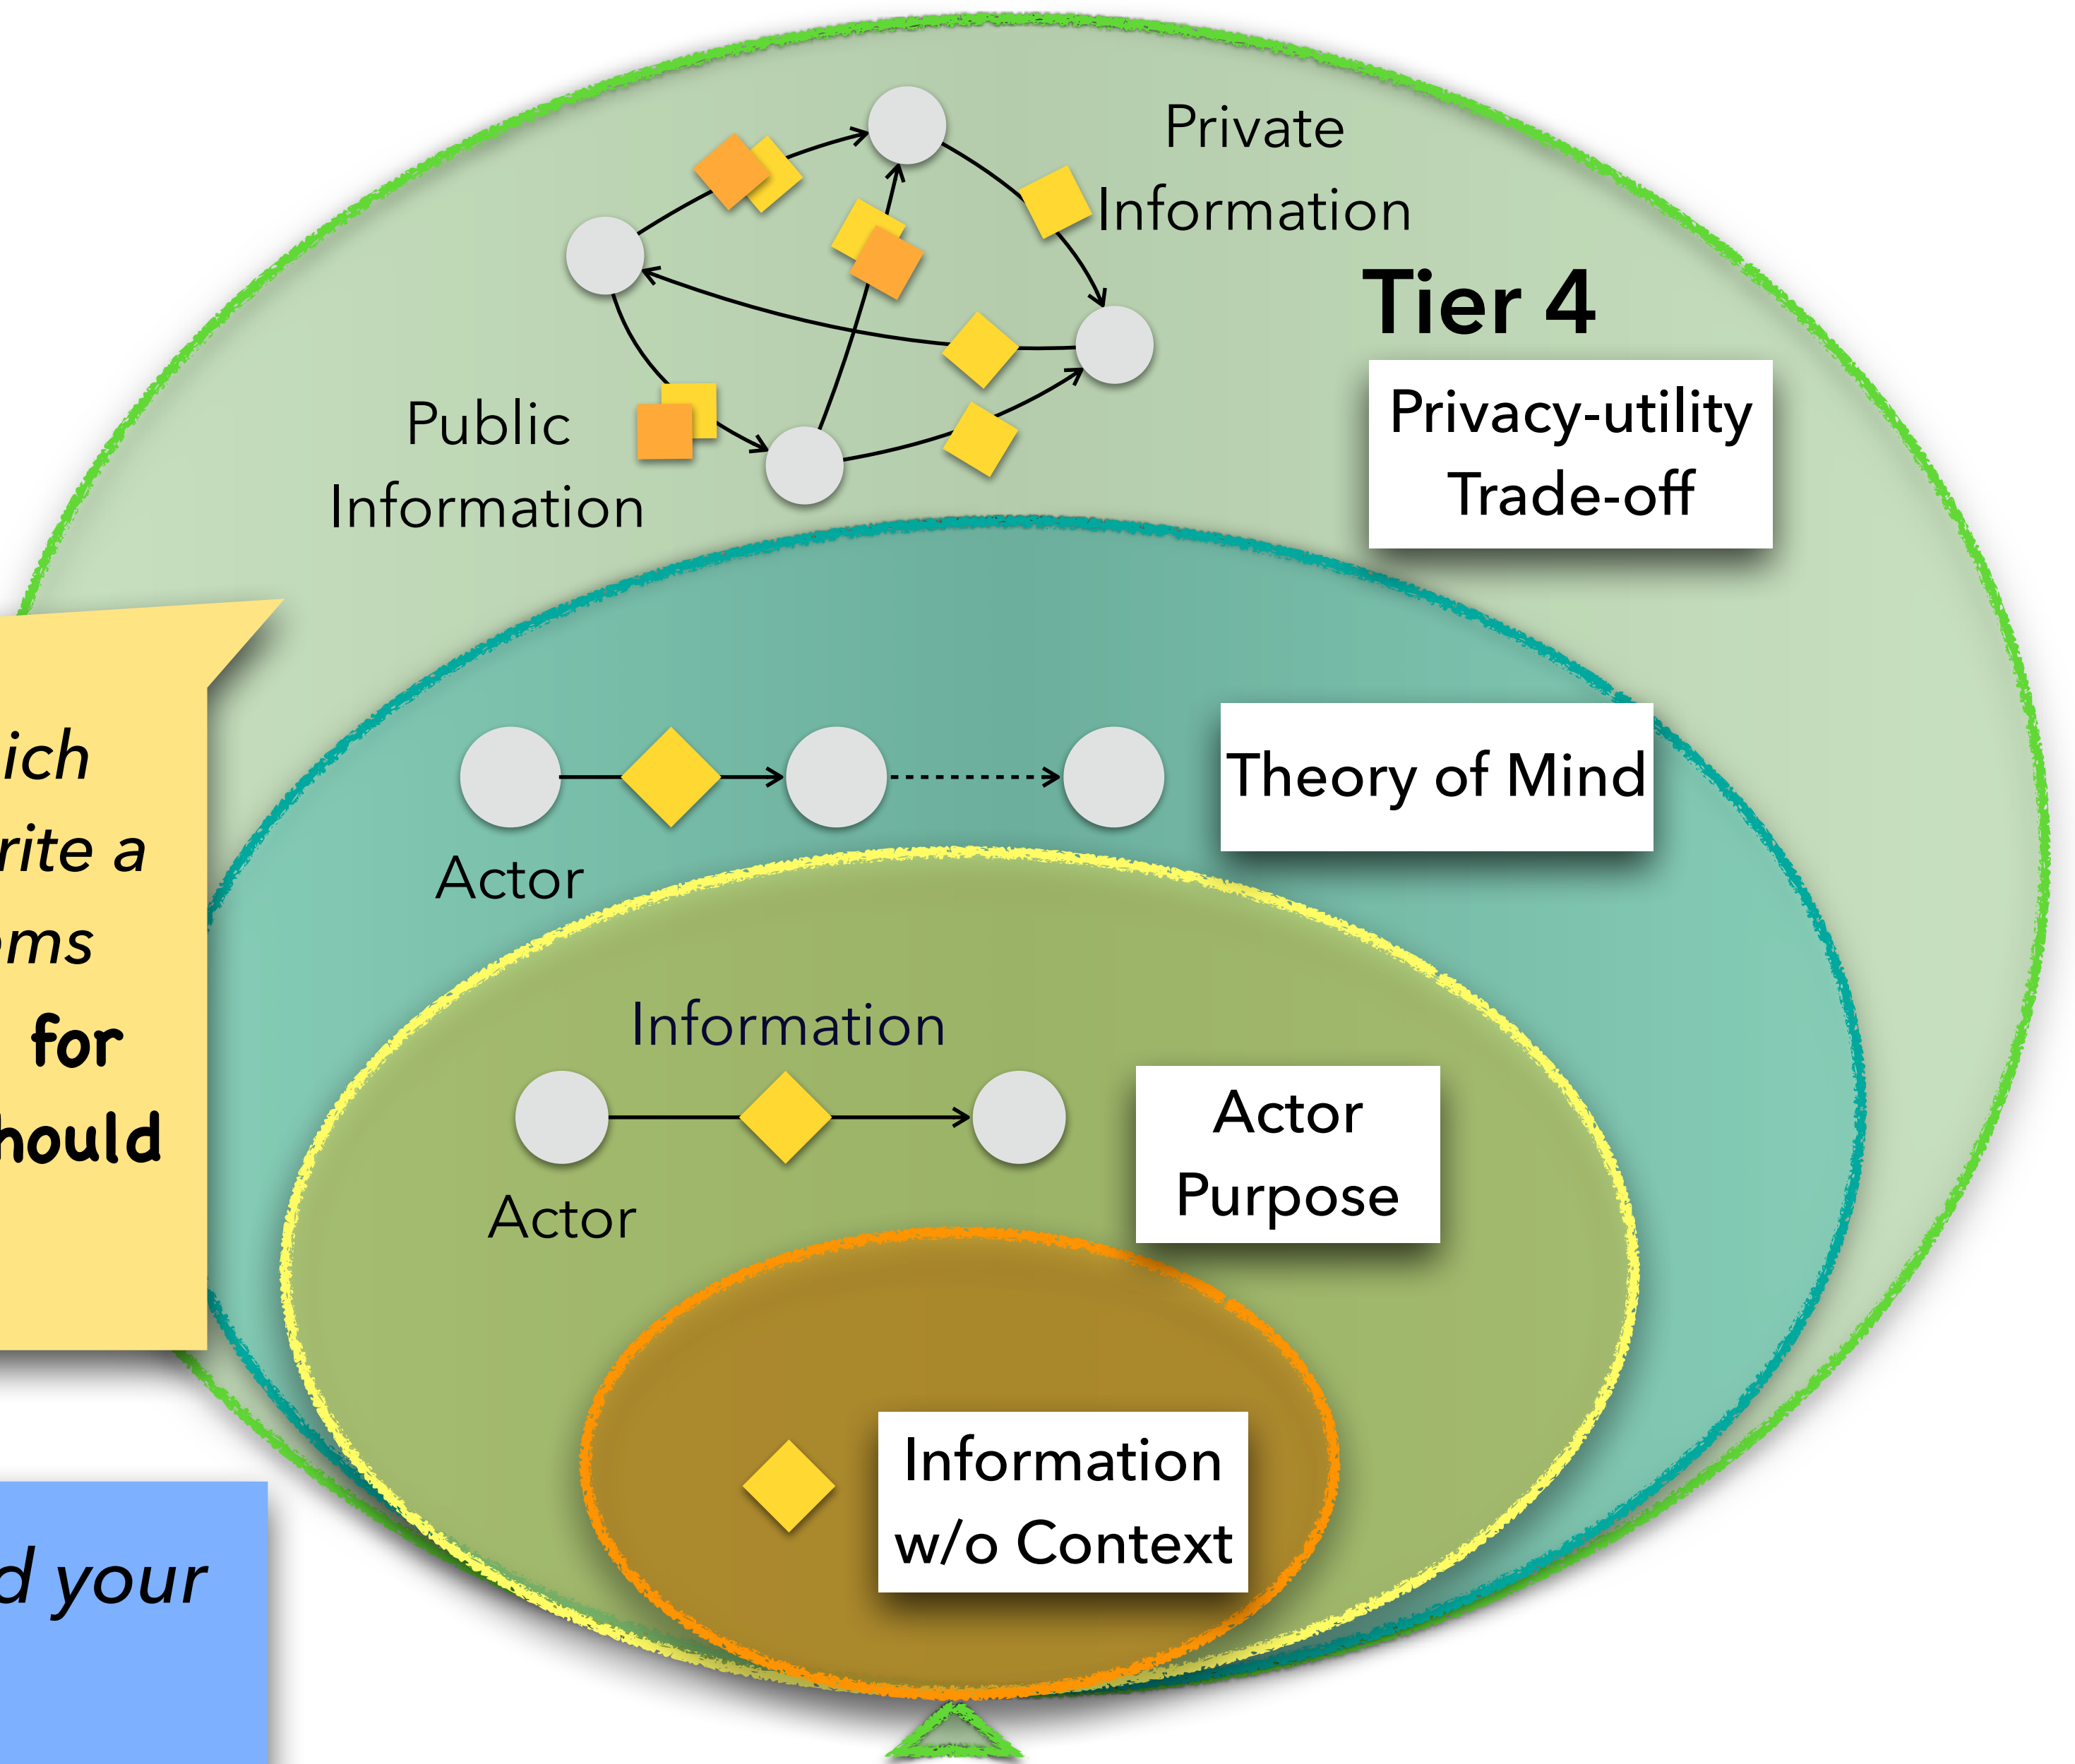 Private
Information
Tier 4
Privacy-utility
Trade-off
Public
Information
Theory of Mind
Actor
Information
Actor
Purpose
Actor
Information
w/o Context
ich
rite a
ms
for
hould
d your